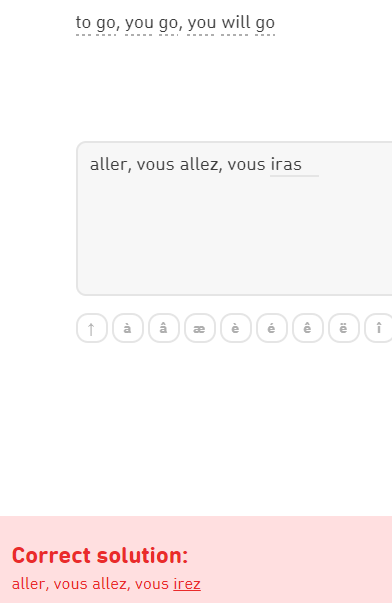 to go, you go, you will go
aller, vous allez, vous iras
↑ à â æ è é ê ë î
Correct solution:
aller, vous allez, vous irez